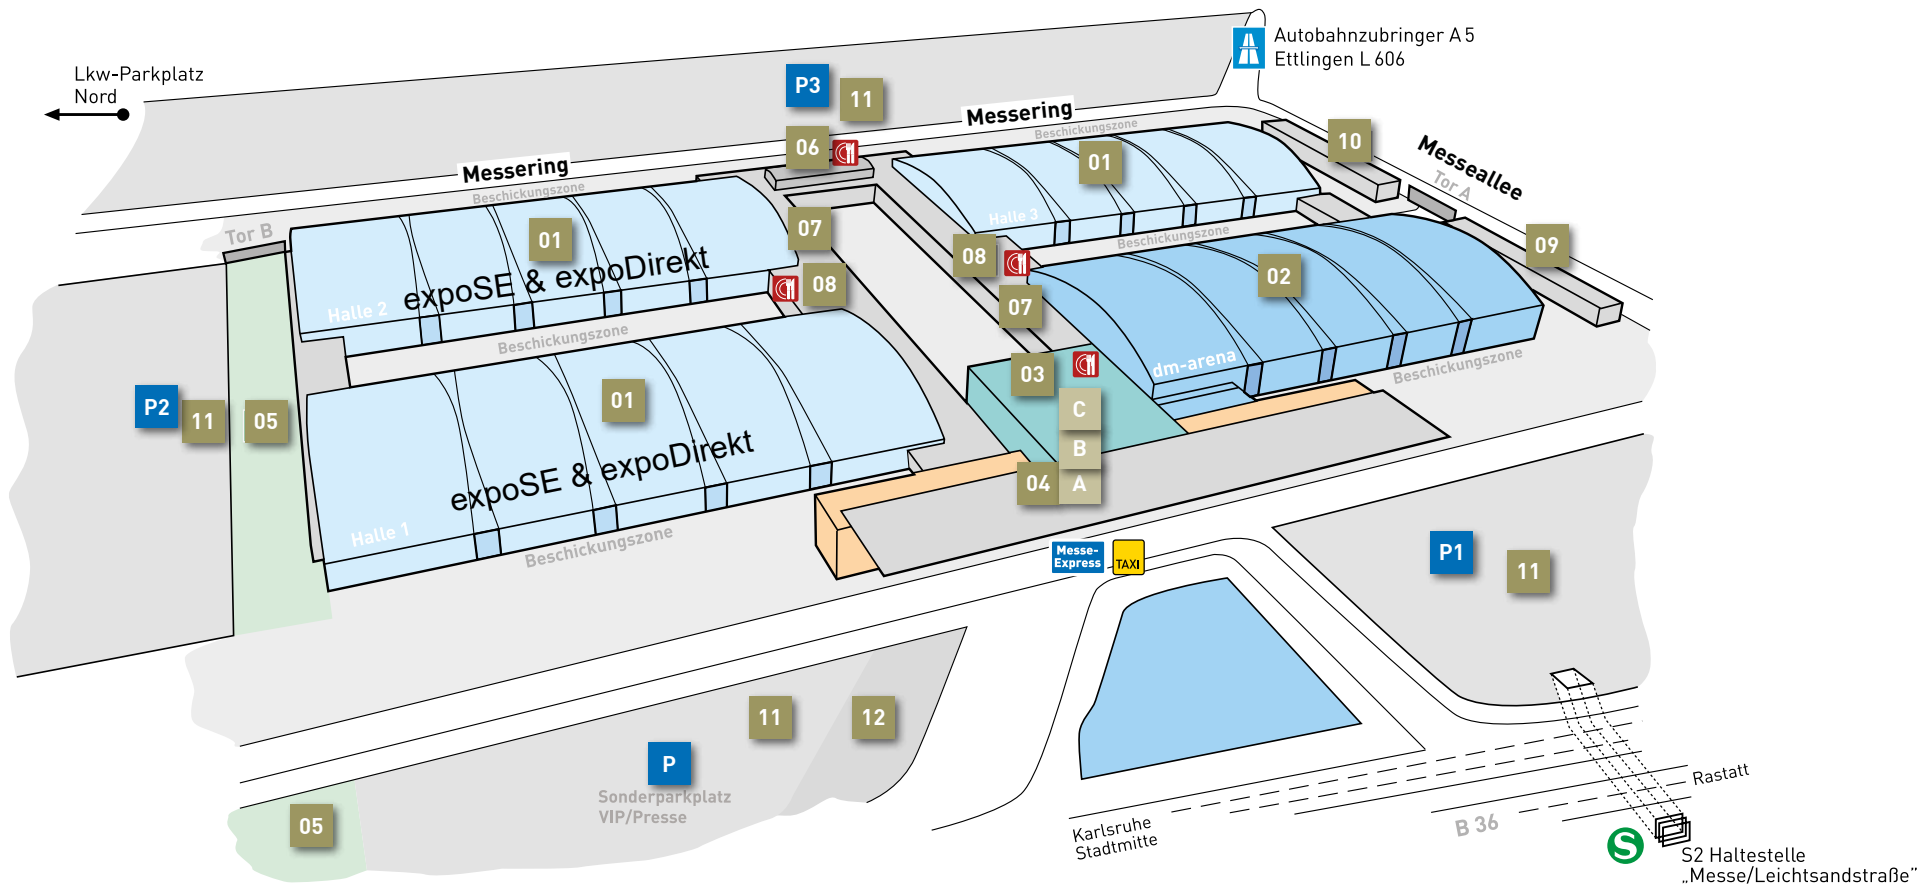 Autobahnzubringer A 5
Ettlingen L 606
Lkw-Parkplatz
Nord
P3
11
Messering
Beschickungszone
06
10
Messeallee
Tor A
01
Messering
Beschickungszone
Halle 3
Tor B
01
07
Beschickungszone
09
expoSE & expoDirekt
08
08
02
Halle 2
07
Beschickungszone
dm-arena
Beschickungszone
03
P2
11
05
01
C
B
expoSE & expoDirekt
04
A
Halle 1
Beschickungszone
Messe-
Express
TAXI
P1
11
11
12
P
Sonderparkplatz
VIP/Presse
05
Rastatt
B 36
Karlsruhe
Stadtmitte
S
S2 Haltestelle
„Messe/Leichtsandstraße”